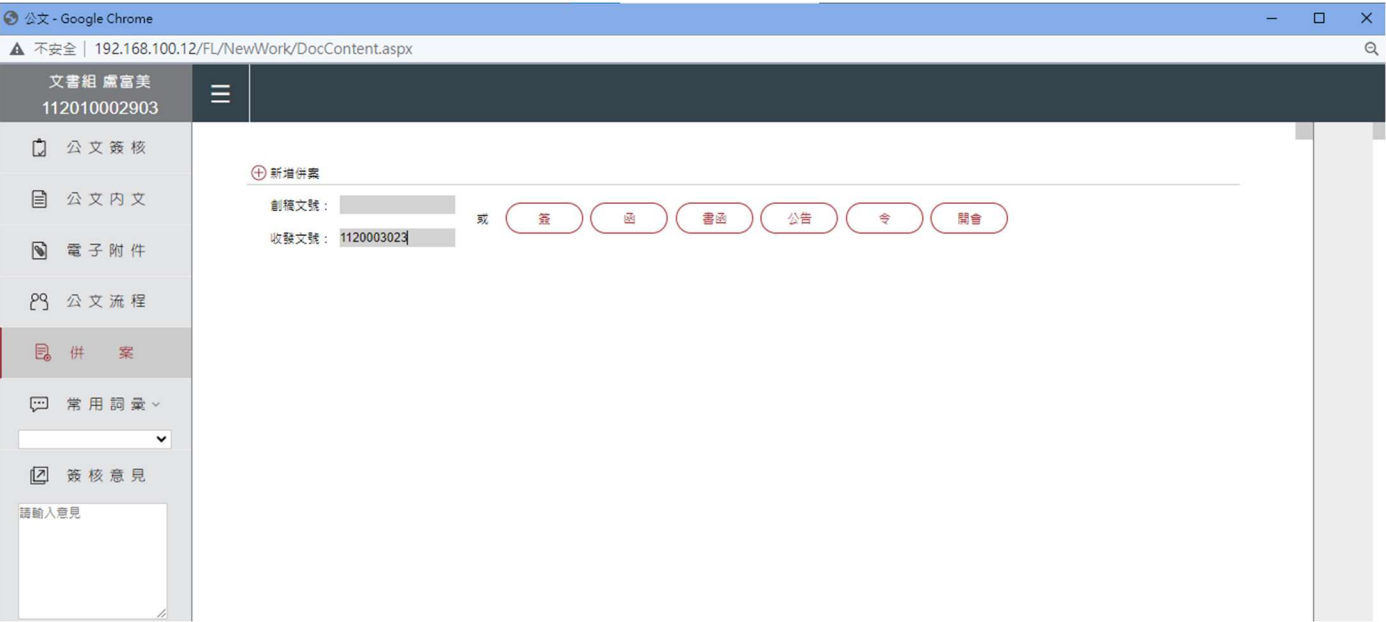 公文 - Google Chrome
不安全 | 192.168.100.12/FL/NewWork/DocContent.aspx
文書組 盧富美
112010002903
公文簽核
公文內文
電子附件
公文流程
併 案
常用詞彙
簽核意見
請輸入意見
新增併案
創稿文號：
收發文號： 1120003023
或 簽 函 書函 公告 令 開會